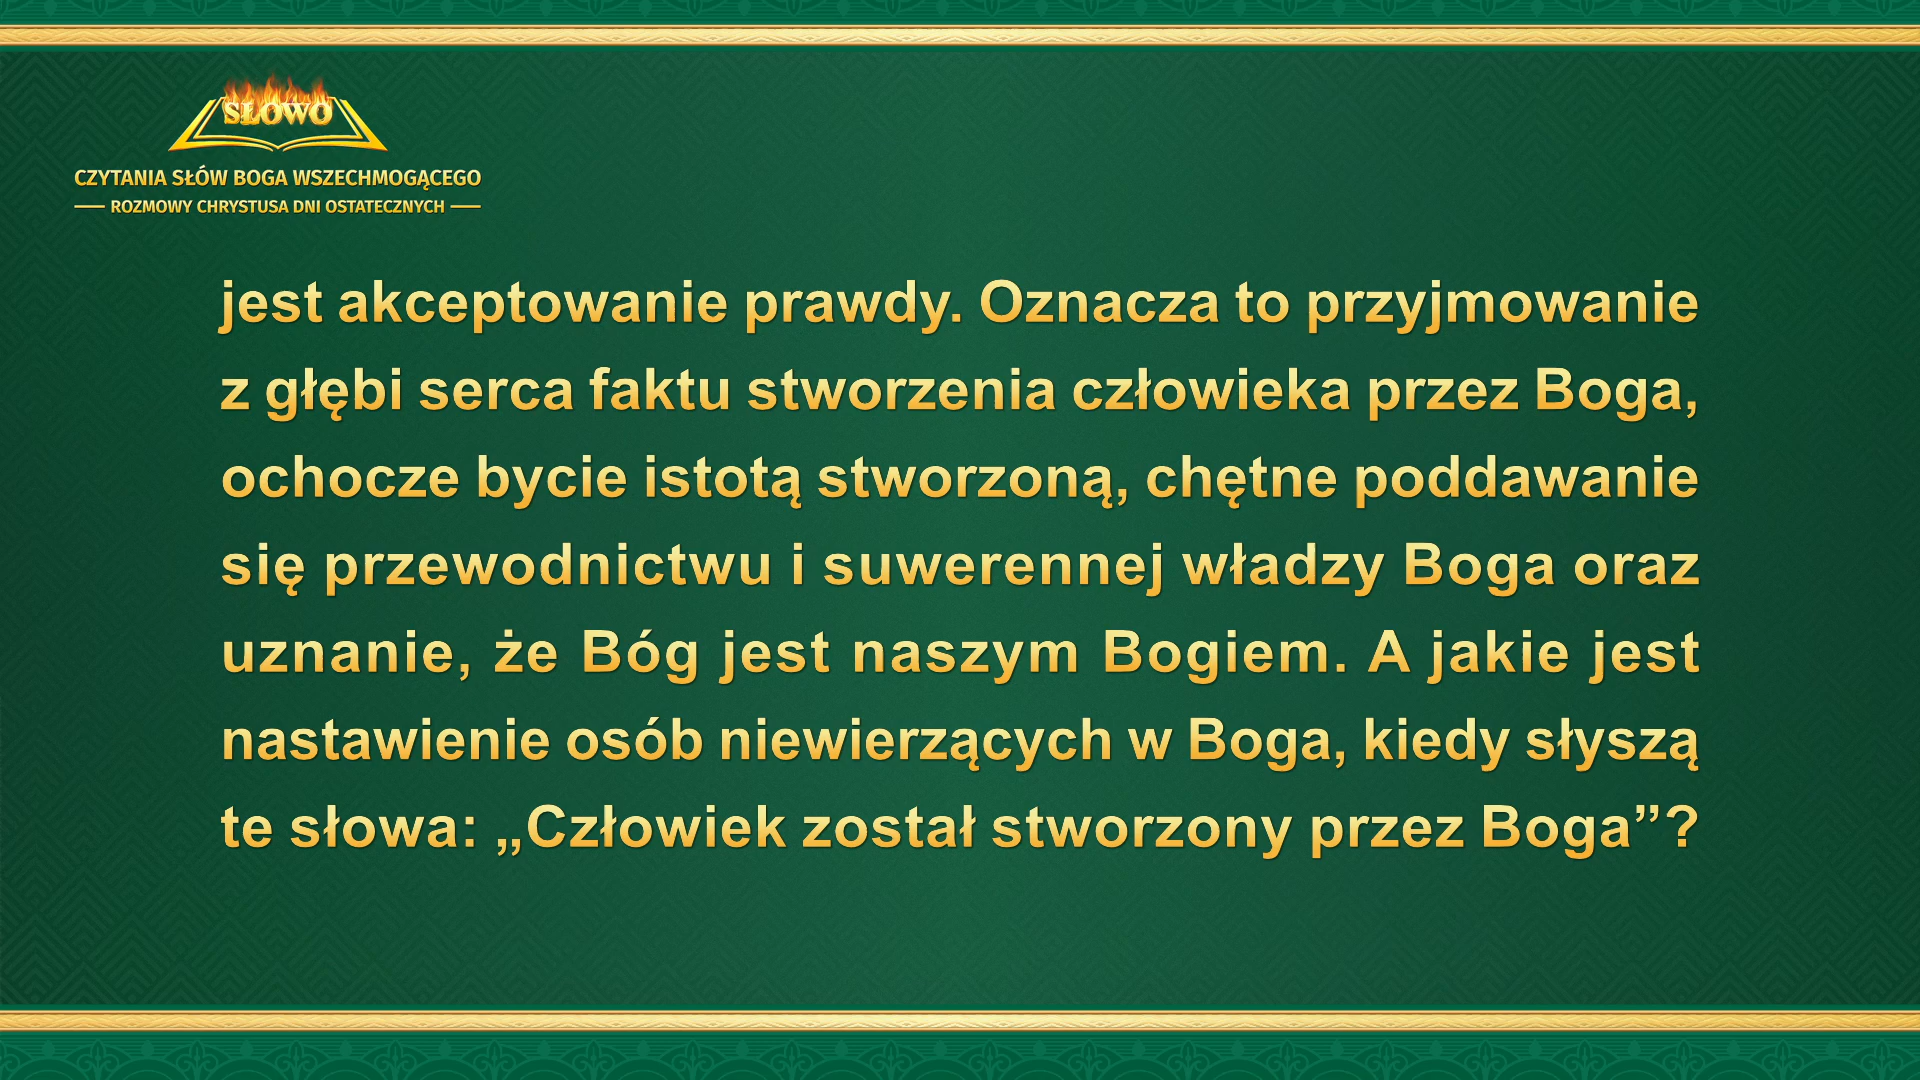 SŁOWO
CZYTANIA SŁÓW BOGA WSZECHMOGĄCEGO
ROZMOWY CHRYSTUSA DNI OSTATECZNYCH
jest akceptowanie prawdy. Oznacza to przyjmowanie
z głębi serca faktu stworzenia człowieka przez Boga,
ochocze bycie istotą stworzoną, chętne poddawanie
się przewodnictwu i suwerennej władzy Boga oraz
uznanie, że Bóg jest naszym Bogiem. A jakie jest
nastawienie osób niewierzących w Boga, kiedy słyszą
te słowa: „Człowiek został stworzony przez Boga”?